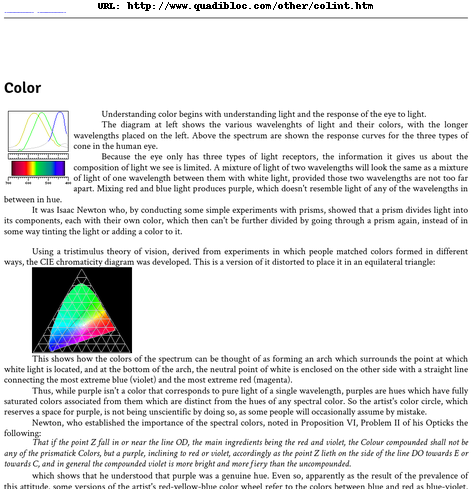 URL: http://www.quadibloc.com/other/colint.htm
Color
Understanding color begins with understanding light and the response of the eye to light.
The diagram at left shows the various wavelenghts of light and their colors, with the longer
wavelengths placed on the left. Above the spectrum are shown the response curves for the three types of
cone in the human eye.
Because the eye only has three types of light receptors, the information it gives us about the
composition of light we see is limited. A mixture of light of two wavelengths will look the same as a mixture
of light of one wavelength between them with white light, provided those two wavelengths are not too far
apart. Mixing red and blue light produces purple, which doesn't resemble light of any of the wavelengths in
between in hue.
It was Isaac Newton who, by conducting some simple experiments with prisms, showed that a prism divides light into
its components, each with their own color, which then can't be further divided by going through a prism again, instead of in
some way tinting the light or adding a color to it.
Using a tristimulus theory of vision, derived from experiments in which people matched colors formed in different
ways, the CIE chromaticity diagram was developed. This is a version of it distorted to place it in an equilateral triangle:
This shows how the colors of the spectrum can be thought of as forming an arch which surrounds the point at which
white light is located, and at the bottom of the arch, the neutral point of white is enclosed on the other side with a straight line
connecting the most extreme blue (violet) and the most extreme red (magenta).
Thus, while purple isn't a color that corresponds to pure light of a single wavelength, purples are hues which have fully
saturated colors associated from them which are distinct from the hues of any spectral color. So the artist's color circle, which
reserves a space for purple, is not being unscientific by doing so, as some people will occasionally assume by mistake.
Newton, who established the importance of the spectral colors, noted in Proposition VI, Problem II of his Opticks the
following:
That if the point Z fall in or near the line OD, the main ingredients being the red and violet, the Colour compounded shall not be
any of the prismatick Colors, but a purple, inclining to red or violet, accordingly as the point Z lieth on the side of the line DO towards E or
towards C, and in general the compounded violet is more bright and more fiery than the uncompounded.
which shows that he understood that purple was a genuine hue. Even so, apparently as the result of the prevalence of
this attitude, some versions of the artist's red-yellow-blue color wheel refer to the colors between blue and red as blue-violet,